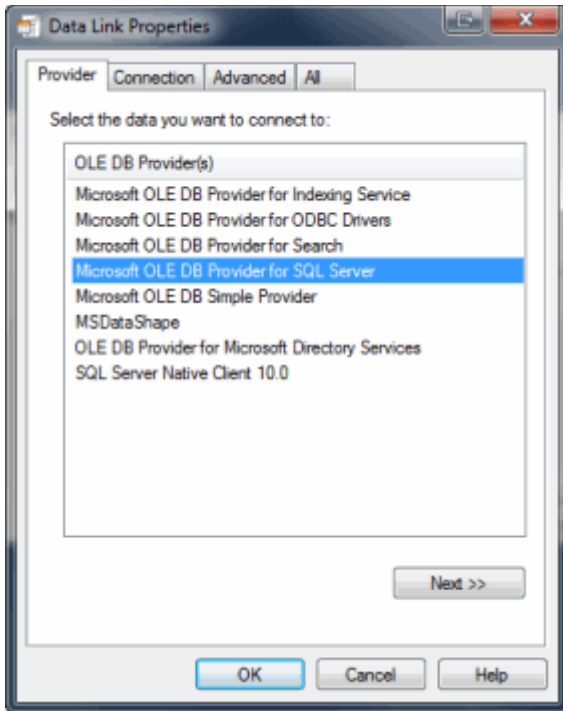 Data Link Properties
Provider Connection Advanced All
Select the data you want to connect to:
OLE DB Provider(s)
Microsoft OLE DB Provider for Indexing Service
Microsoft OLE DB Provider for ODBC Drivers
Microsoft OLE DB Provider for Search
Microsoft OLE DB Provider for SQL Server
Microsoft OLE DB Simple Provider
MSDataShape
OLE DB Provider for Microsoft Directory Services
SQL Server Native Client 10.0
Next >>
OK Cancel Help